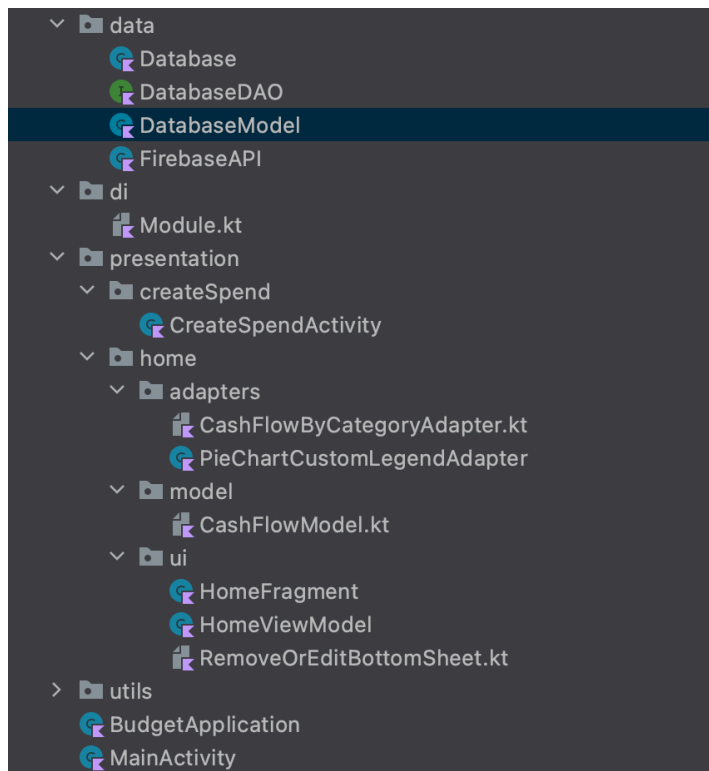 data
Database
DatabaseDAO
DatabaseModel
FirebaseAPI
di
Module.kt
presentation
createSpend
CreateSpendActivity
home
adapters
CashFlowByCategoryAdapter.kt
PieChartCustomLegendAdapter
model
CashFlowModel.kt
ui
HomeFragment
HomeViewModel
RemoveOrEditBottomSheet.kt
utils
BudgetApplication
MainActivity